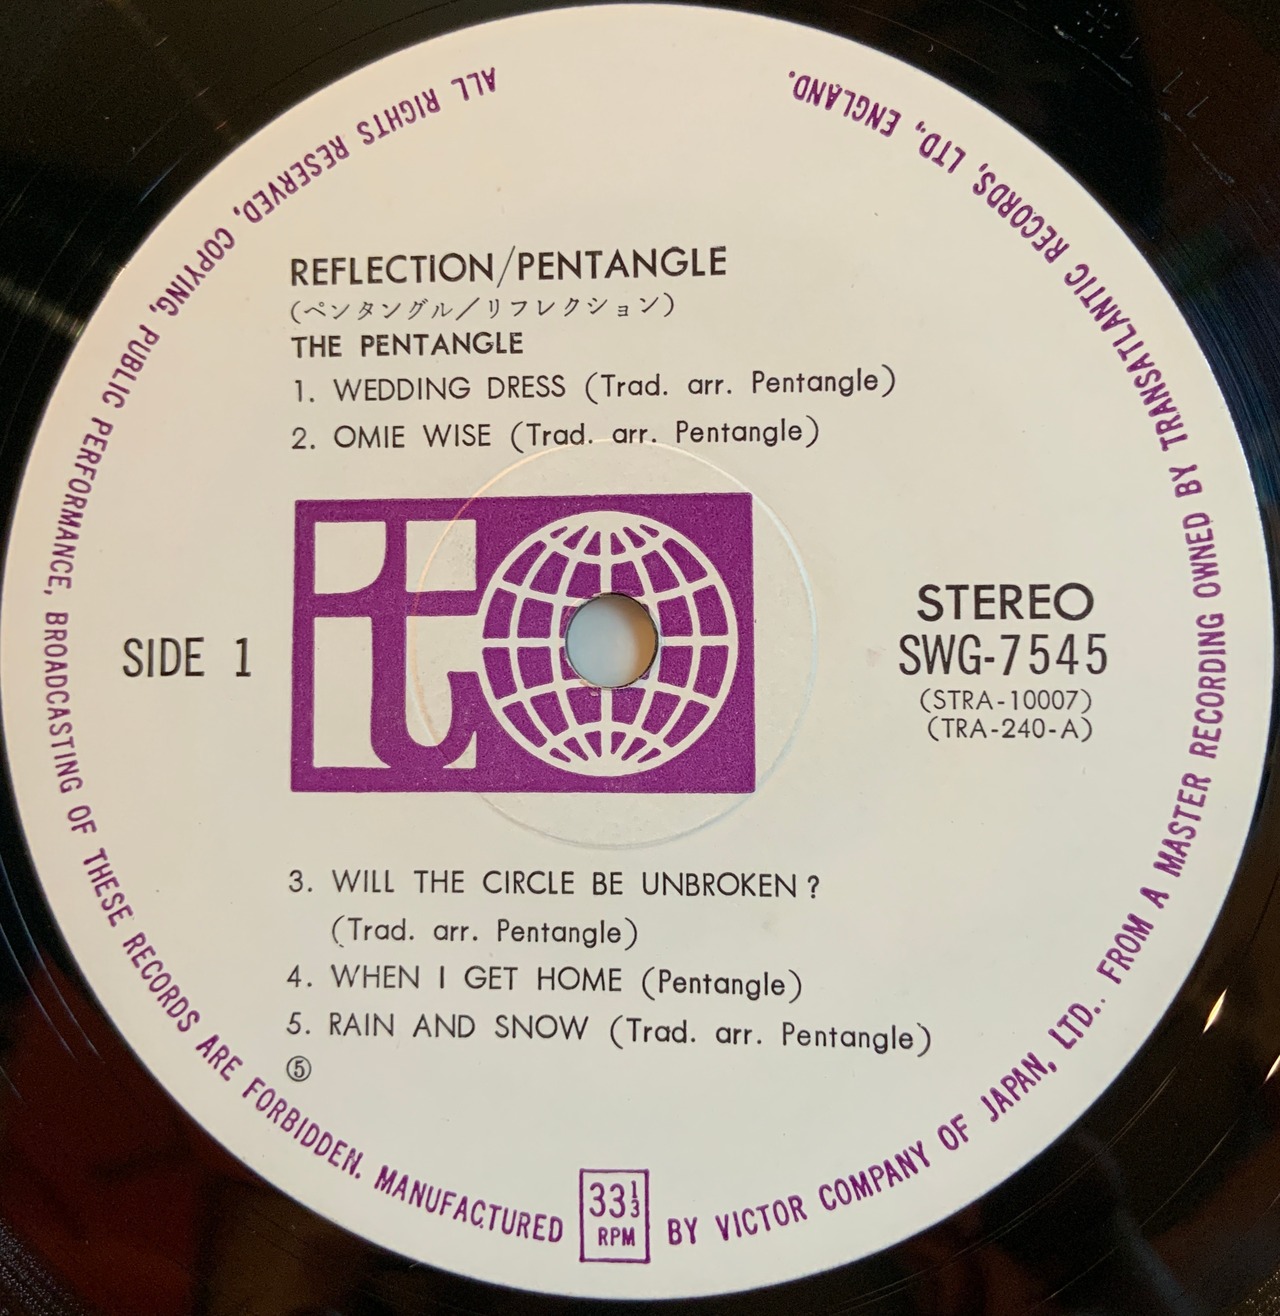 REFLECTION/PENTANGLE
(ペンタングル/リフレクション)
THE PENTANGLE
1. WEDDING DRESS (Trad. arr. Pentangle)
2. OMIE WISE (Trad. arr. Pentangle)
it
SIDE 1
STEREO
SWG-7545
(STRA-10007)
(TRA-240-A)
3. WILL THE CIRCLE BE UNBROKEN?
(Trad. arr. Pentangle)
4. WHEN I GET HOME (Pentangle)
5. RAIN AND SNOW (Trad. arr. Pentangle)
⑤
33⅓
RPM
ALL RIGHTS RESERVED, COPYING, PUBLIC PERFORMANCE, BROADCASTING OF THESE RECORDS ARE FORBIDDEN. MANUFACTURED BY VICTOR COMPANY OF JAPAN, LTD.. FROM A MASTER RECORDING OWNED BY TRANSATLANTIC RECORDS, LTD., ENGLAND.